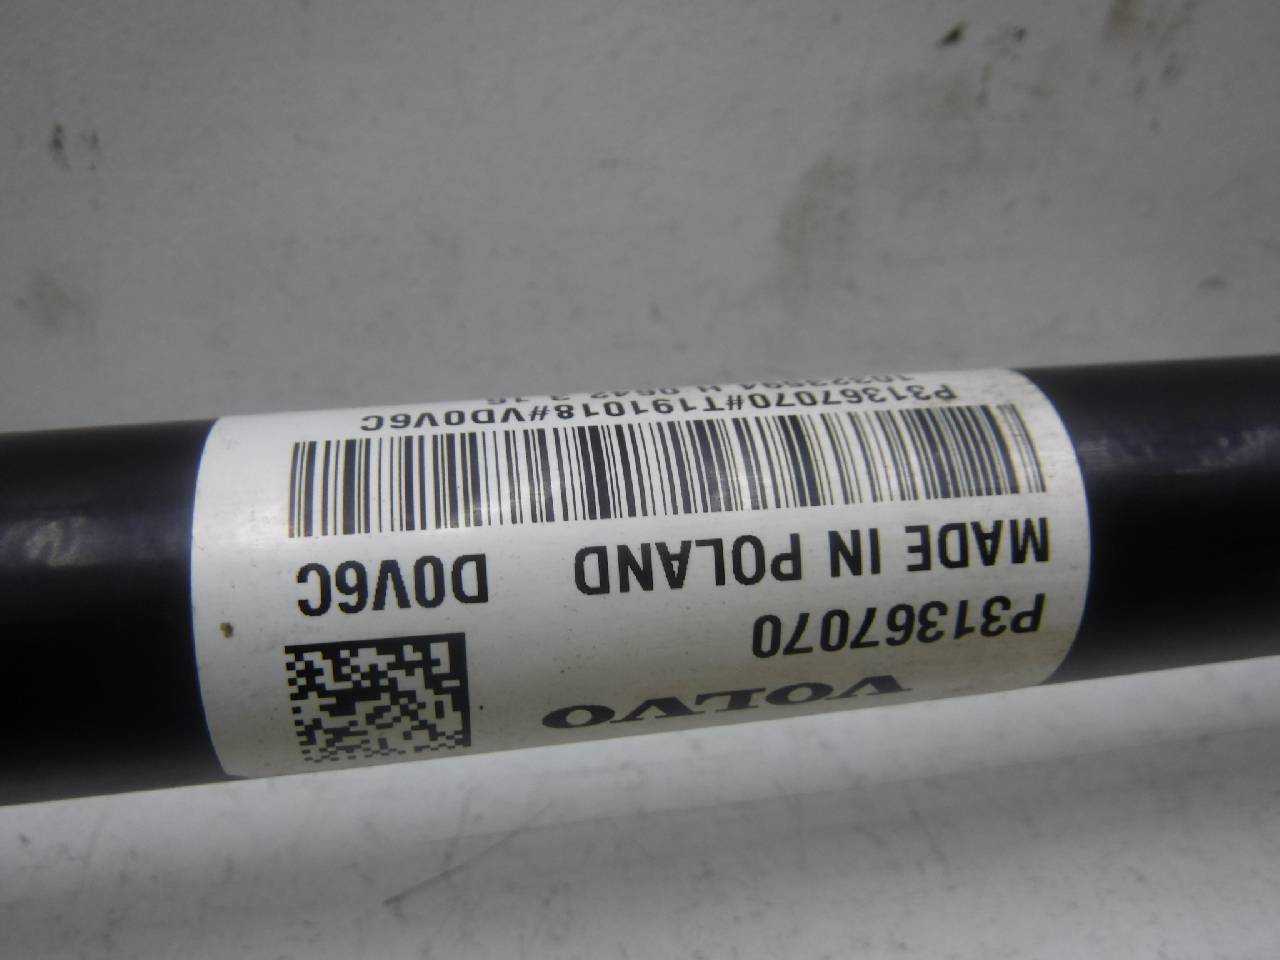 VOLVO
P31367070
MADE IN POLAND D0V6C
P31367070#T191018#VD0V6C